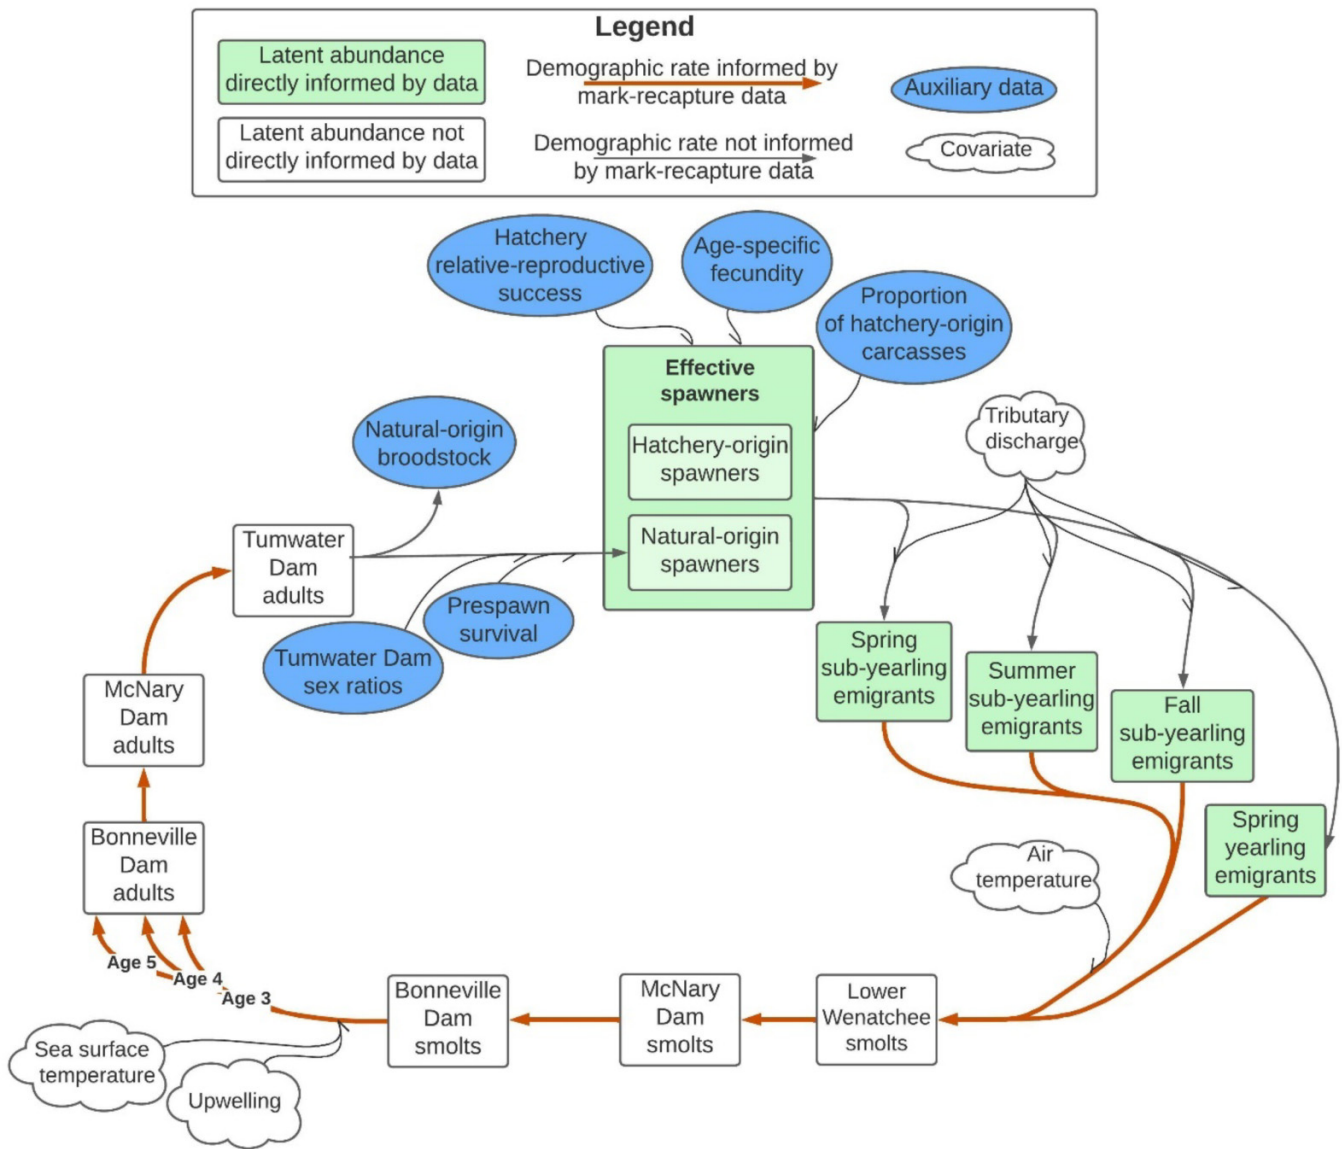 Legend
Latent abundance
directly informed by data
Latent abundance not
directly informed by data
Demographic rate informed by
mark-recapture data
Demographic rate not informed
by mark-recapture data
Auxiliary data
Covariate
Hatchery
relative-reproductive
success
Age-specific
fecundity
Proportion
of hatchery-origin
carcasses
Effective
spawners
Hatchery-origin
spawners
Natural-origin
spawners
Natural-origin
broodstock
Tributary
discharge
Tumwater
Dam
adults
Prespawn
survival
Tumwater Dam
sex ratios
Spring
sub-yearling
emigrants
Summer
sub-yearling
emigrants
Fall
sub-yearling
emigrants
Spring
yearling
emigrants
McNary
Dam
adults
Bonneville
Dam
adults
Air
temperature
Age 5
Age 4
Age 3
Bonneville
Dam
smolts
McNary
Dam
smolts
Lower
Wenatchee
smolts
Sea surface
temperature
Upwelling